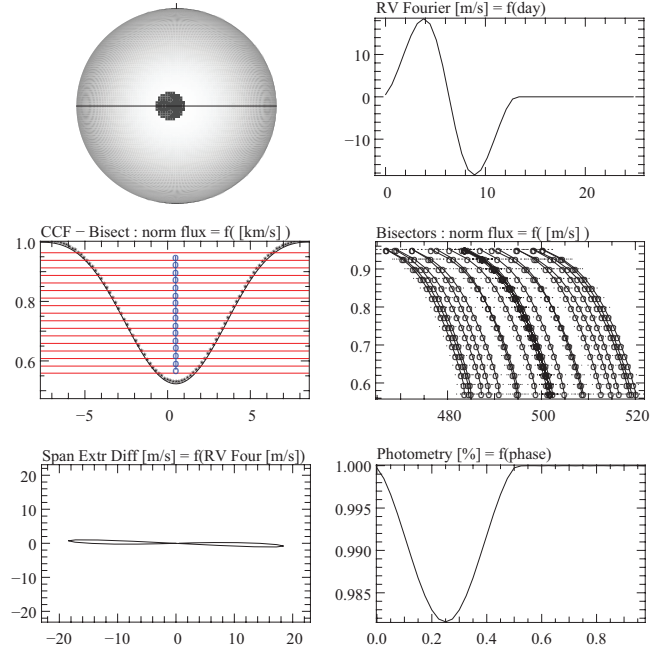 RV Fourier [m/s] = f(day)
10
0
−10
0 10 20
CCF − Bisect : norm flux = f( [km/s] )
1.0
0.8
0.6
−5 0 5
Bisectors : norm flux = f( [m/s] )
0.9
0.8
0.7
0.6
480 500 520
Span Extr Diff [m/s] = f(RV Four [m/s])
20
10
0
−10
−20
−20 −10 0 10 20
Photometry [%] = f(phase)
1.000
0.995
0.990
0.985
0.0 0.2 0.4 0.6 0.8